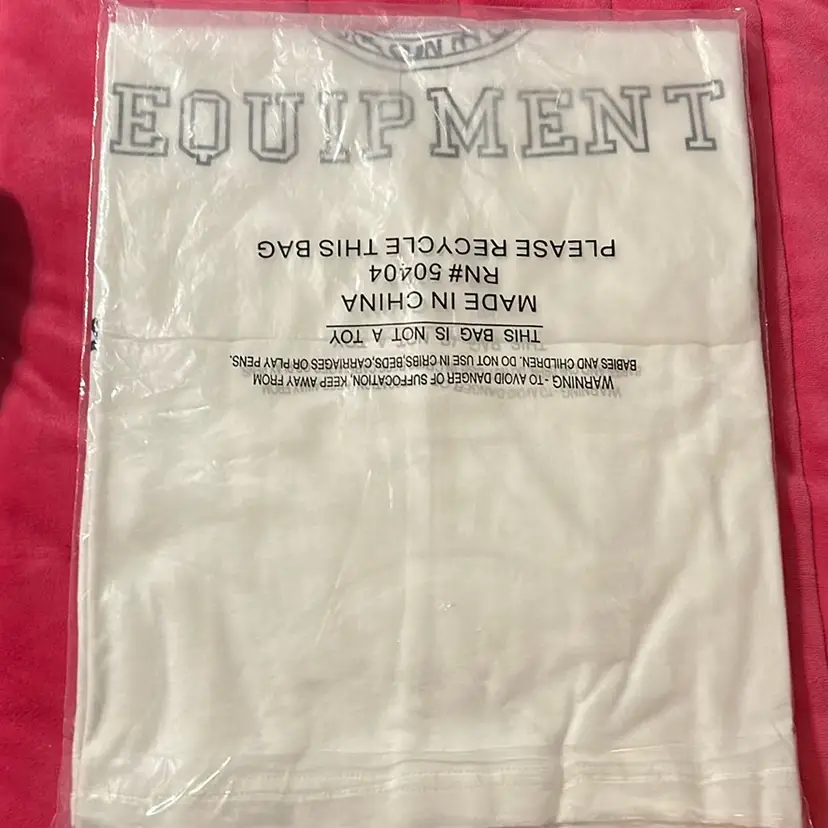 EQUIPMENT
WARNING - TO AVOID DANGER OF SUFFOCATION, KEEP AWAY FROM
BABIES AND CHILDREN. DO NOT USE IN CRIBS,BEDS,CARRIAGES OR PLAY PENS.
THIS BAG IS NOT A TOY
MADE IN CHINA
RN# 50404
PLEASE RECYCLE THIS BAG